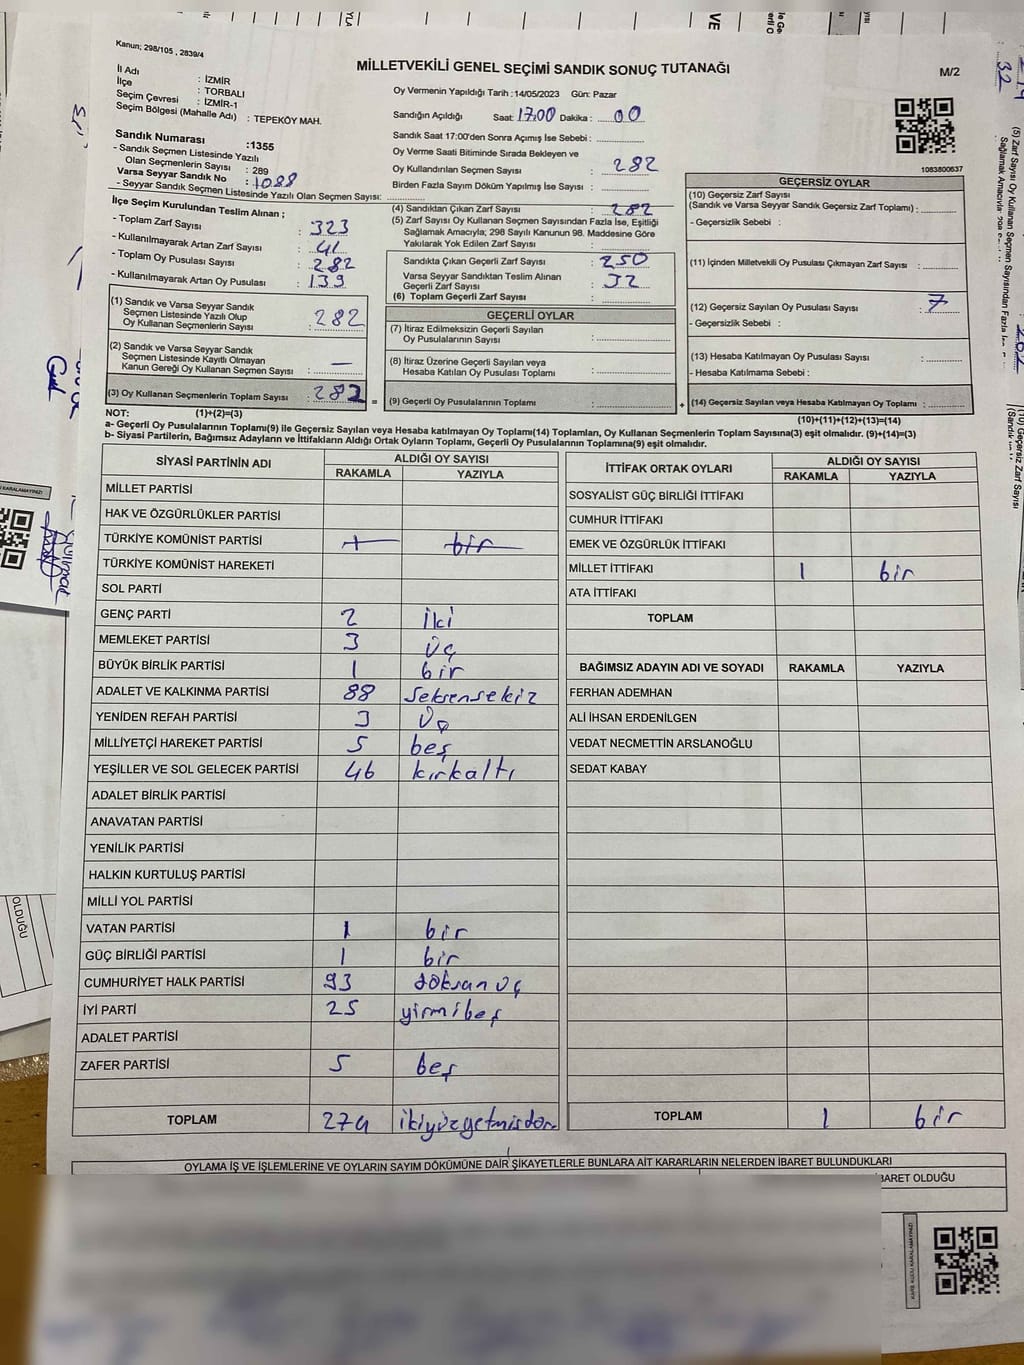 Kanun; 298/105 , 2839/4
MİLLETVEKİLİ GENEL SEÇİMİ SANDIK SONUÇ TUTANAĞI
M/2
İl Adı : İZMİR
İlçe : TORBALI
Seçim Çevresi : İZMİR-1
Seçim Bölgesi (Mahalle Adı) : TEPEKÖY MAH.
Sandık Numarası :1355
- Sandık Seçmen Listesinde Yazılı
Olan Seçmenlerin Sayısı : 289
Varsa Seyyar Sandık No : 1088
- Seyyar Sandık Seçmen Listesinde Yazılı Olan Seçmen Sayısı:
İlçe Seçim Kurulundan Teslim Alınan ;
- Toplam Zarf Sayısı : 323
- Kullanılmayarak Artan Zarf Sayısı : 41
- Toplam Oy Pusulası Sayısı : 282
- Kullanılmayarak Artan Oy Pusulası : 139
(1) Sandık ve Varsa Seyyar Sandık
Seçmen Listesinde Yazılı Olup
Oy Kullanan Seçmenlerin Sayısı : 282
(2) Sandık ve Varsa Seyyar Sandık
Seçmen Listesinde Kayıtlı Olmayan
Kanun Gereği Oy Kullanan Seçmen Sayısı : —
(3) Oy Kullanan Seçmenlerin Toplam Sayısı : 282 =
Oy Vermenin Yapıldığı Tarih :14/05/2023 Gün: Pazar
Sandığın Açıldığı Saat: 17.00 Dakika : 00
Sandık Saat 17:00'den Sonra Açımış İse Sebebi :
Oy Verme Saati Bitiminde Sırada Bekleyen ve
Oy Kullandırılan Seçmen Sayısı : 282
Birden Fazla Sayım Döküm Yapılmış İse Sayısı :
(4) Sandıktan Çıkan Zarf Sayısı : 282
(5) Zarf Sayısı Oy Kullanan Seçmen Sayısından Fazla İse, Eşitliği
Sağlamak Amacıyla; 298 Sayılı Kanunun 98. Maddesine Göre
Yakılarak Yok Edilen Zarf Sayısı :
Sandıkta Çıkan Geçerli Zarf Sayısı : 250
Varsa Seyyar Sandıktan Teslim Alınan
Geçerli Zarf Sayısı : 32
(6) Toplam Geçerli Zarf Sayısı :
GEÇERLİ OYLAR
(7) İtiraz Edilmeksizin Geçerli Sayılan
Oy Pusulalarının Sayısı :
(8) İtiraz Üzerine Geçerli Sayılan veya
Hesaba Katılan Oy Pusulası Toplamı :
(9) Geçerli Oy Pusulalarının Toplamı : +
1083800637
GEÇERSİZ OYLAR
(10) Geçersiz Zarf Sayısı
(Sandık ve Varsa Seyyar Sandık Geçersiz Zarf Toplamı) :
- Geçersizlik Sebebi :
(11) İçinden Milletvekili Oy Pusulası Çıkmayan Zarf Sayısı :
(12) Geçersiz Sayılan Oy Pusulası Sayısı : 7
- Geçersizlik Sebebi :
(13) Hesaba Katılmayan Oy Pusulası Sayısı :
- Hesaba Katılmama Sebebi :
(14) Geçersiz Sayılan veya Hesaba Katılmayan Oy Toplamı :
NOT: (1)+(2)=(3) (10)+(11)+(12)+(13)=(14)
a- Geçerli Oy Pusulalarının Toplamı(9) ile Geçersiz Sayılan veya Hesaba katılmayan Oy Toplam(14) Toplamları, Oy Kullanan Seçmenlerin Toplam Sayısına(3) eşit olmalıdır. (9)+(14)=(3)
b- Siyasi Partilerin, Bağımsız Adayların ve İttifakların Aldığı Ortak Oyların Toplamı, Geçerli Oy Pusulalarının Toplamına(9) eşit olmalıdır.
SİYASİ PARTİNİN ADI ALDIĞI OY SAYISI
RAKAMLA YAZIYLA
MİLLET PARTİSİ
HAK VE ÖZGÜRLÜKLER PARTİSİ
TÜRKİYE KOMÜNİST PARTİSİ 1 bir
TÜRKİYE KOMÜNİST HAREKETİ
SOL PARTİ
GENÇ PARTİ 2 iki
MEMLEKET PARTİSİ 3 üç
BÜYÜK BİRLİK PARTİSİ 1 bir
ADALET VE KALKINMA PARTİSİ 88 seksensekiz
YENİDEN REFAH PARTİSİ 3 üç
MİLLİYETÇİ HAREKET PARTİSİ 5 beş
YEŞİLLER VE SOL GELECEK PARTİSİ 46 kırkaltı
ADALET BİRLİK PARTİSİ
ANAVATAN PARTİSİ
YENİLİK PARTİSİ
HALKIN KURTULUŞ PARTİSİ
MİLLİ YOL PARTİSİ
VATAN PARTİSİ 1 bir
GÜÇ BİRLİĞİ PARTİSİ 1 bir
CUMHURİYET HALK PARTİSİ 93 doksan üç
İYİ PARTİ 25 yirmibeş
ADALET PARTİSİ
ZAFER PARTİSİ 5 beş
TOPLAM 274 ikiyüzyetmisdön
İTTİFAK ORTAK OYLARI ALDIĞI OY SAYISI
RAKAMLA YAZIYLA
SOSYALİST GÜÇ BİRLİĞİ İTTİFAKI
CUMHUR İTTİFAKI
EMEK VE ÖZGÜRLÜK İTTİFAKI
MİLLET İTTİFAKI 1 bir
ATA İTTİFAKI
TOPLAM
BAĞIMSIZ ADAYIN ADI VE SOYADI RAKAMLA YAZIYLA
FERHAN ADEMHAN
ALİ İHSAN ERDENİLGEN
VEDAT NECMETTİN ARSLANOĞLU
SEDAT KABAY
TOPLAM 1 bir
OYLAMA İŞ VE İŞLEMLERİNE VE OYLARIN SAYIM DÖKÜMÜNE DAİR ŞİKAYETLERLE BUNLARA AİT KARARLARIN NELERDEN İBARET BULUNDUKLARI
İBARET OLDUĞU
OLDUĞU
(5) Zarf Sayısı Oy Kullanan Seçmen Sayısından Fazla
(10) Geçersiz Zarf Sayısı
32